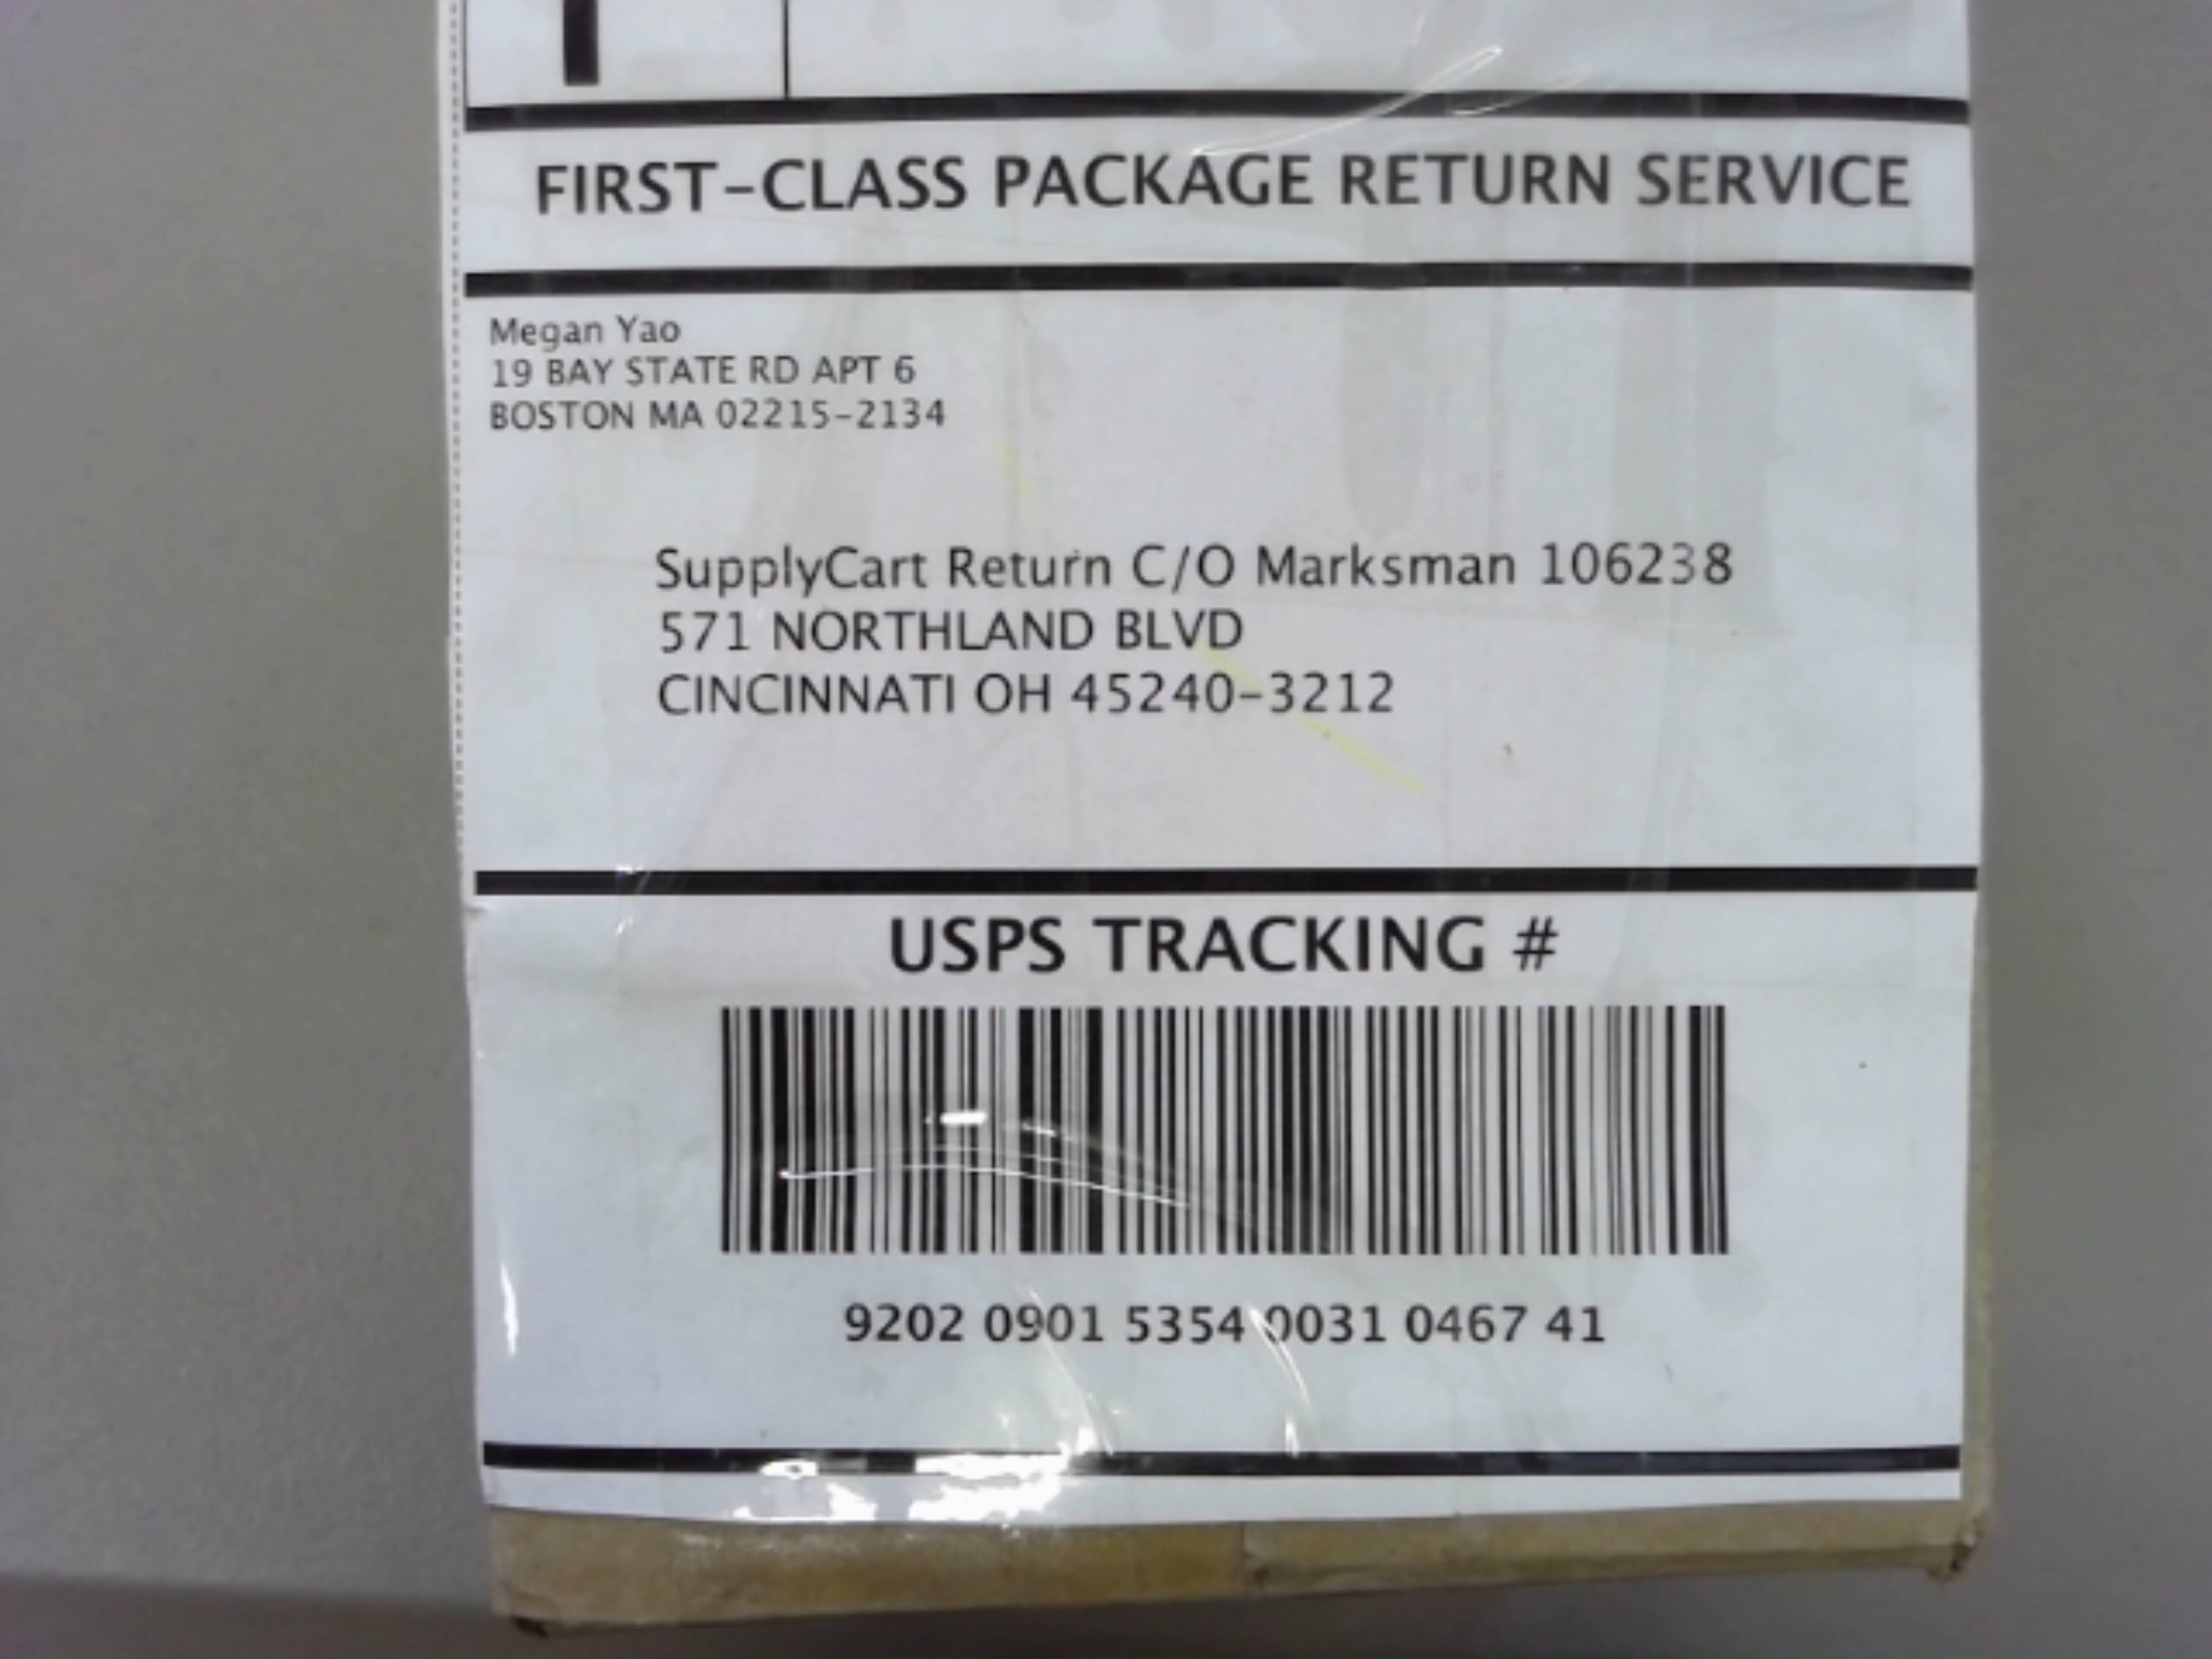 FIRST-CLASS PACKAGE RETURN SERVICE
Megan Yao
19 BAY STATE RD APT 6
BOSTON MA 02215-2134
SupplyCart Return C/O Marksman 106238
571 NORTHLAND BLVD
CINCINNATI OH 45240-3212
USPS TRACKING #
9202 0901 5354 0031 0467 41